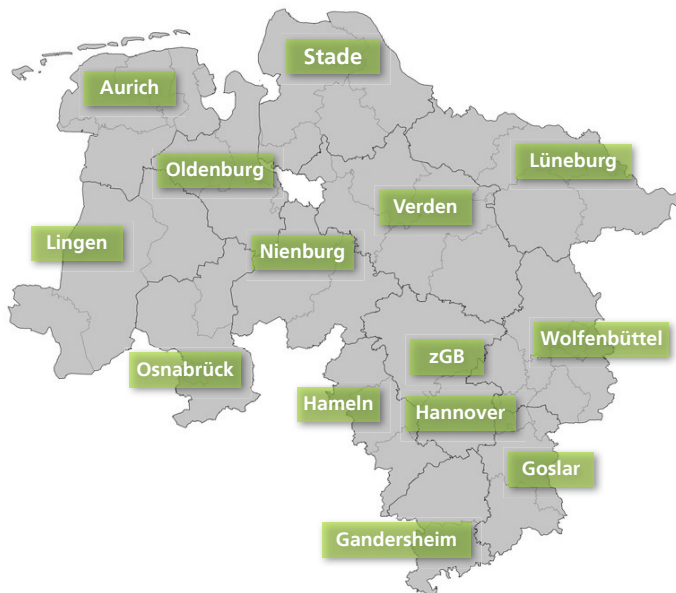 Stade
Aurich
Oldenburg
Lüneburg
Verden
Lingen
Nienburg
Wolfenbüttel
zGB
Osnabrück
Hameln
Hannover
Goslar
Gandersheim